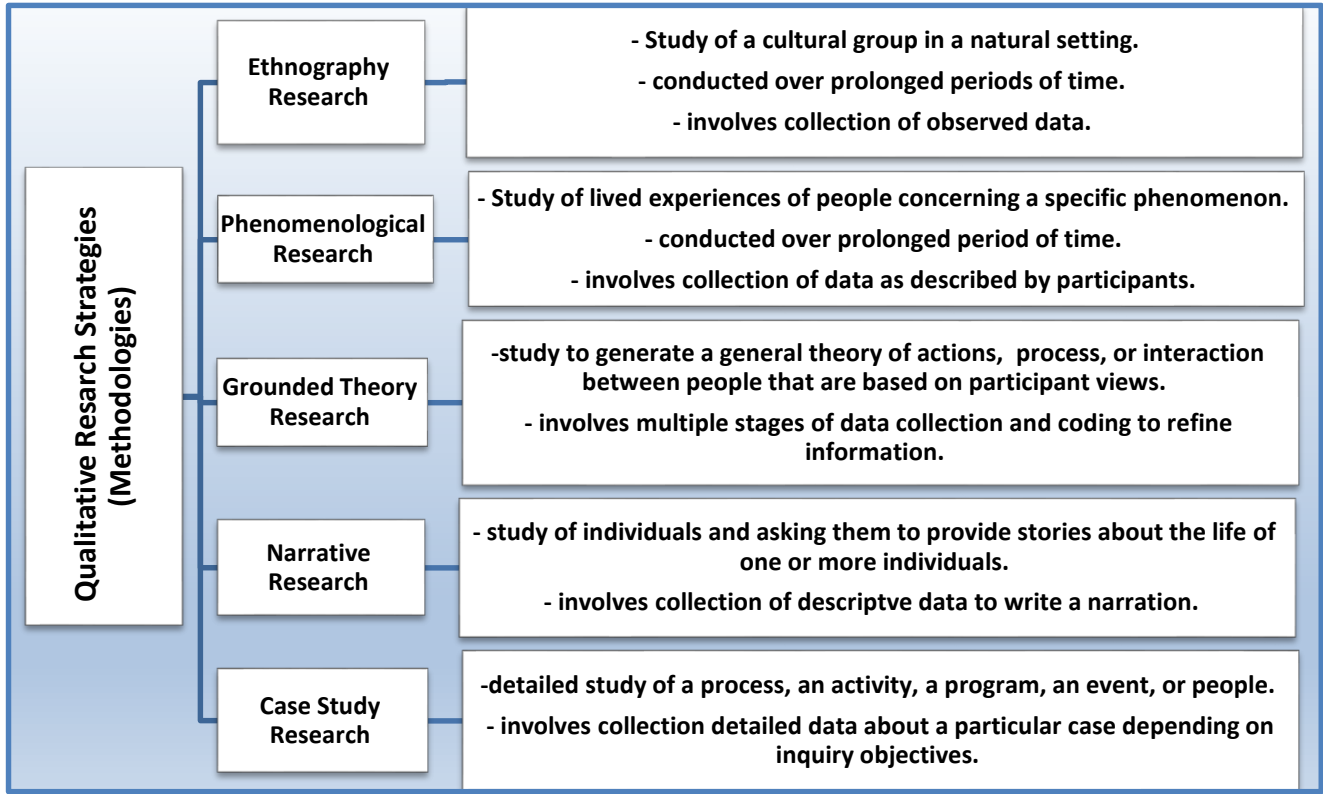 Qualitative Resarch Strategies
(Methodologies)
Ethnography
Research
- Study of a cultural group in a natural setting.
- conducted over prolonged periods of time.
- involves collection of observed data.
Phenomenological
Research
- Study of lived experiences of people concerning a specific phenomenon.
- conducted over prolonged period of time.
- involves collection of data as described by participants.
Grounded Theory
Research
-study to generate a general theory of actions, process, or interaction
between people that are based on participant views.
- involves multiple stages of data collection and coding to refine
information.
Narrative
Research
- study of individuals and asking them to provide stories about the life of
one or more individuals.
- involves collection of descriptve data to write a narration.
Case Study
Research
-detailed study of a process, an activity, a program, an event, or people.
- involves collection detailed data about a particular case depending on
inquiry objectives.